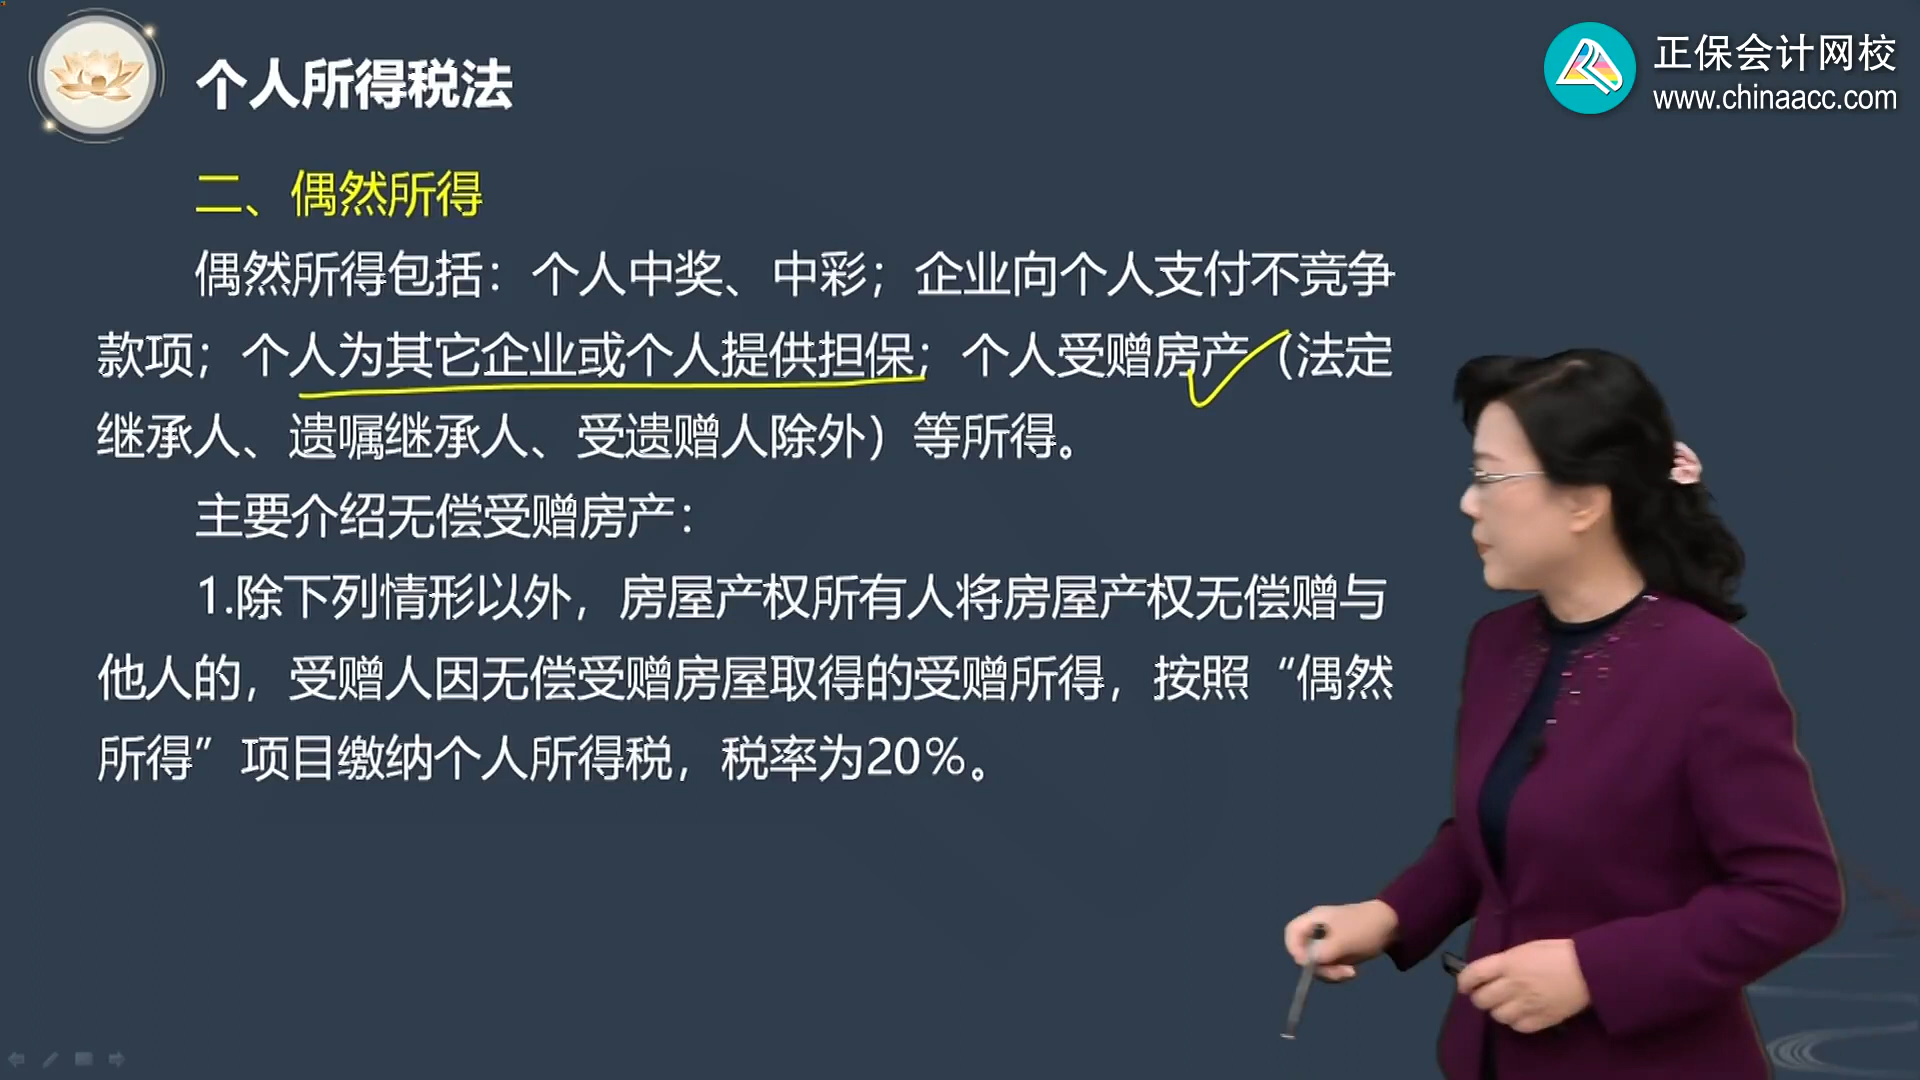 个人所得税法
正保会计网校
www.chinaacc.com
二、偶然所得
偶然所得包括：个人中奖、中彩；企业向个人支付不竞争
款项；个人为其它企业或个人提供担保；个人受赠房产（法定
继承人、遗嘱继承人、受遗赠人除外）等所得。
主要介绍无偿受赠房产：
1.除下列情形以外，房屋产权所有人将房屋产权无偿赠与
他人的，受赠人因无偿受赠房屋取得的受赠所得，按照“偶然
所得”项目缴纳个人所得税，税率为20%。